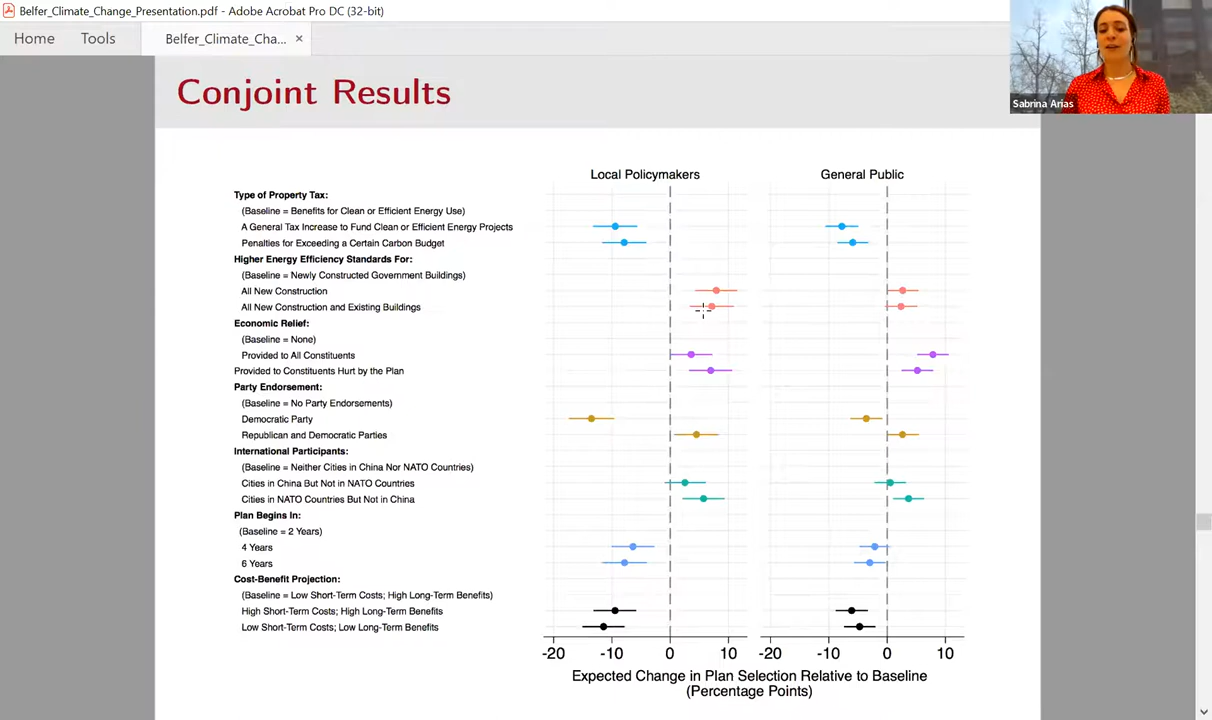 Belfer_Climate_Change_Presentation.pdf - Adobe Acrobat Pro DC (32-bit)
Home Tools Belfer_Climate_Cha... ×
Sabrina Arias
Conjoint Results
Local Policymakers General Public
Type of Property Tax:
(Baseline = Benefits for Clean or Efficient Energy Use)
A General Tax Increase to Fund Clean or Efficient Energy Projects
Penalties for Exceeding a Certain Carbon Budget
Higher Energy Efficiency Standards For:
(Baseline = Newly Constructed Government Buildings)
All New Construction
All New Construction and Existing Buildings
Economic Relief:
(Baseline = None)
Provided to All Constituents
Provided to Constituents Hurt by the Plan
Party Endorsement:
(Baseline = No Party Endorsements)
Democratic Party
Republican and Democratic Parties
International Participants:
(Baseline = Neither Cities in China Nor NATO Countries)
Cities in China But Not in NATO Countries
Cities in NATO Countries But Not in China
Plan Begins In:
(Baseline = 2 Years)
4 Years
6 Years
Cost-Benefit Projection:
(Baseline = Low Short-Term Costs; High Long-Term Benefits)
High Short-Term Costs; High Long-Term Benefits
Low Short-Term Costs; Low Long-Term Benefits
-20 -10 0 10 -20 -10 0 10
Expected Change in Plan Selection Relative to Baseline
(Percentage Points)